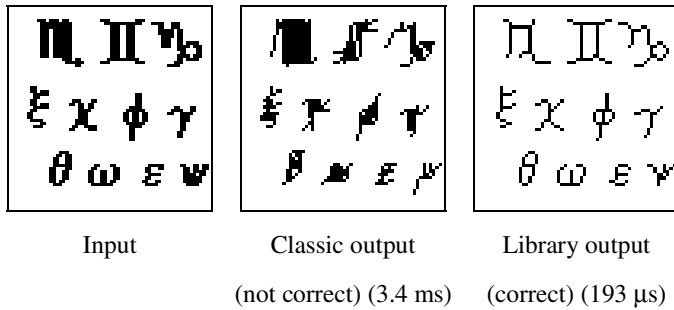 ♏ ♊ ♑
ξ χ ϕ γ
θ ω ε
♏ ♊ ♑
ξ χ ϕ γ
θ ω ε
Input Classic output Library output
(not correct) (3.4 ms) (correct) (193 μs)